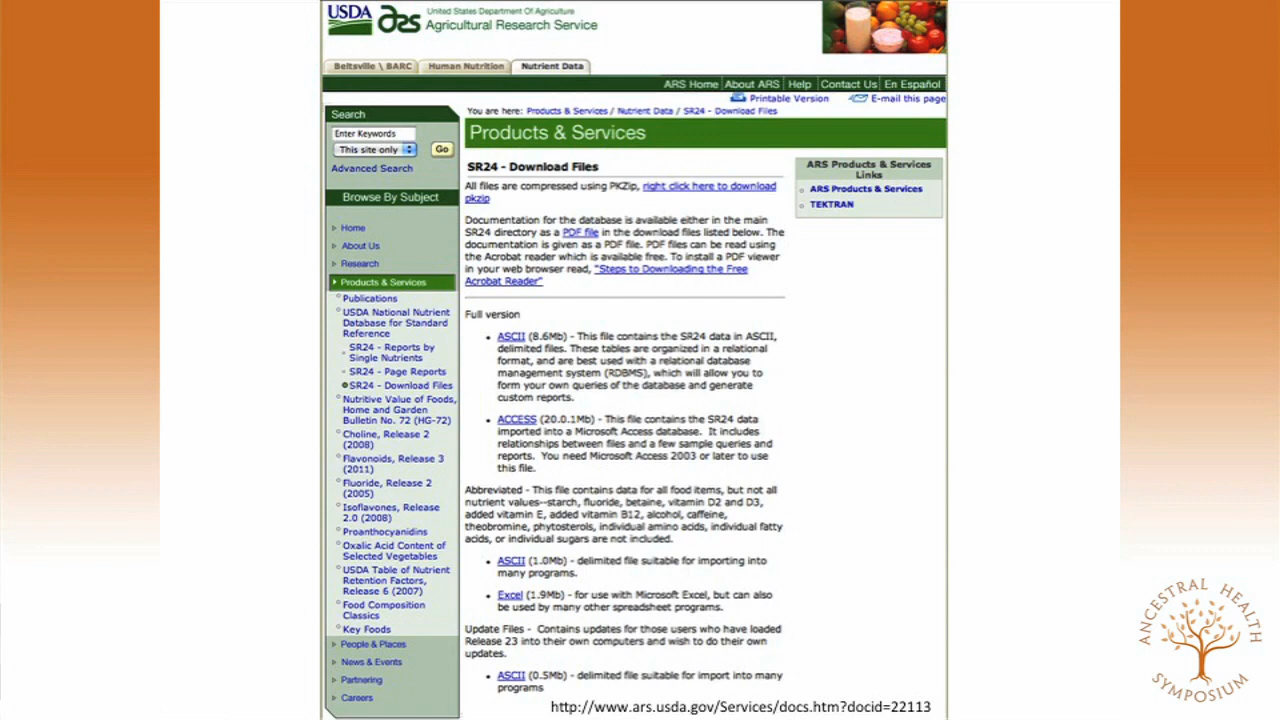 USDA
ars
United States Department Of Agriculture
Agricultural Research Service
Beltsville \ BARC
Human Nutrition
Nutrient Data
ARS Home | About ARS | Help | Contact Us | En Español
Printable Version
E-mail this page
Search
Enter Keywords
This site only
Go
Advanced Search
Browse By Subject
Home
About Us
Research
Products & Services
Publications
USDA National Nutrient
Database for Standard
Reference
SR24 - Reports by
Single Nutrients
SR24 - Page Reports
SR24 - Download Files
Nutritive Value of Foods,
Home and Garden
Bulletin No. 72 (HG-72)
Choline, Release 2
(2008)
Flavonoids, Release 3
(2011)
Fluoride, Release 2
(2005)
Isoflavones, Release
2.0 (2008)
Proanthocyanidins
Oxalic Acid Content of
Selected Vegetables
USDA Table of Nutrient
Retention Factors,
Release 6 (2007)
Food Composition
Classics
Key Foods
People & Places
News & Events
Partnering
Careers
You are here: Products & Services / Nutrient Data / SR24 - Download Files
Products & Services
SR24 - Download Files
All files are compressed using PKZip, right click here to download
pkzip
Documentation for the database is available either in the main
SR24 directory as a PDF file in the download files listed below. The
documentation is given as a PDF file. PDF files can be read using
the Acrobat reader which is available free. To install a PDF viewer
in your web browser read, "Steps to Downloading the Free
Acrobat Reader"
Full version
• ASCII (8.6Mb) - This file contains the SR24 data in ASCII,
delimited files. These tables are organized in a relational
format, and are best used with a relational database
management system (RDBMS), which will allow you to
form your own queries of the database and generate
custom reports.
• ACCESS (20.0.1Mb) - This file contains the SR24 data
imported into a Microsoft Access database. It includes
relationships between files and a few sample queries and
reports. You need Microsoft Access 2003 or later to use
this file.
Abbreviated - This file contains data for all food items, but not all
nutrient values--starch, fluoride, betaine, vitamin D2 and D3,
added vitamin E, added vitamin B12, alcohol, caffeine,
theobromine, phytosterols, individual amino acids, individual fatty
acids, or individual sugars are not included.
• ASCII (1.0Mb) - delimited file suitable for importing into
many programs.
• Excel (1.9Mb) - for use with Microsoft Excel, but can also
be used by many other spreadsheet programs.
Update Files - Contains updates for those users who have loaded
Release 23 into their own computers and wish to do their own
updates.
• ASCII (0.5Mb) - delimited file suitable for import into many
programs
ARS Products & Services
Links
ARS Products & Services
TEKTRAN
http://www.ars.usda.gov/Services/docs.htm?docid=22113
ANCESTRAL HEALTH
SYMPOSIUM